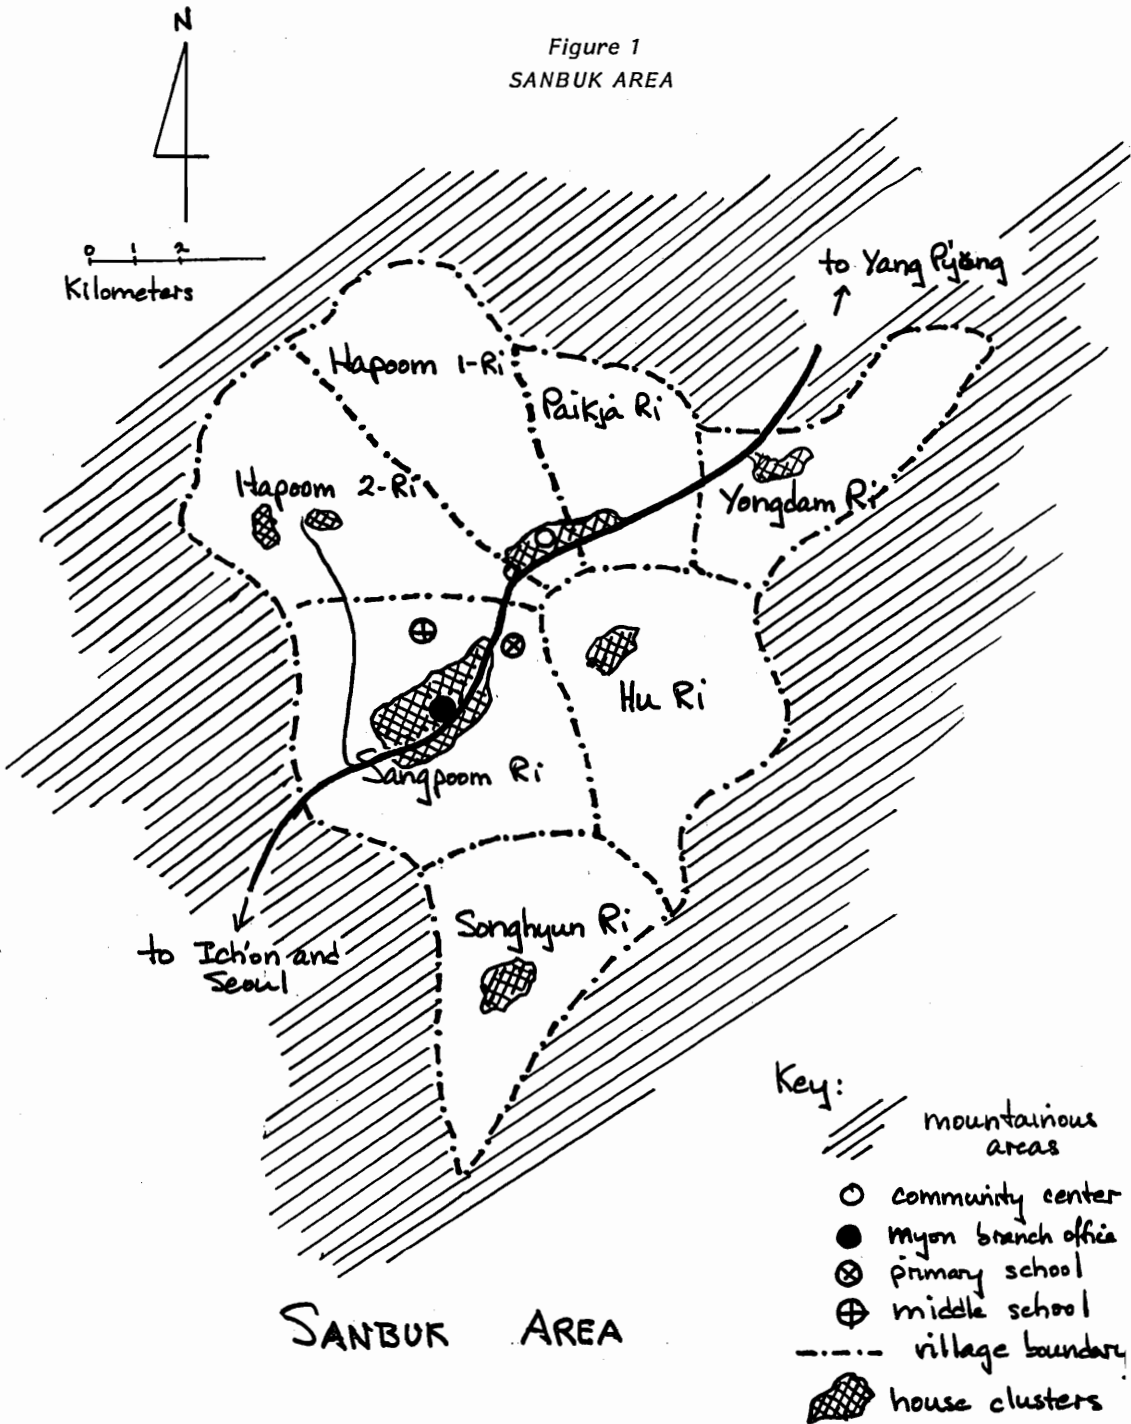 N
Figure 1
SANBUK AREA
0 1 2
Kilometers
to Yang Pyŏng
Hapoom 1-Ri
Paikja Ri
Hapoom 2-Ri
Yongdam Ri
Hu Ri
Sangpoom Ri
Songhyun Ri
to Ich'on and
Seoul
Key:
mountainious
areas
community center
myon branch office
primary school
middle school
village boundary
house clusters
SANBUK AREA